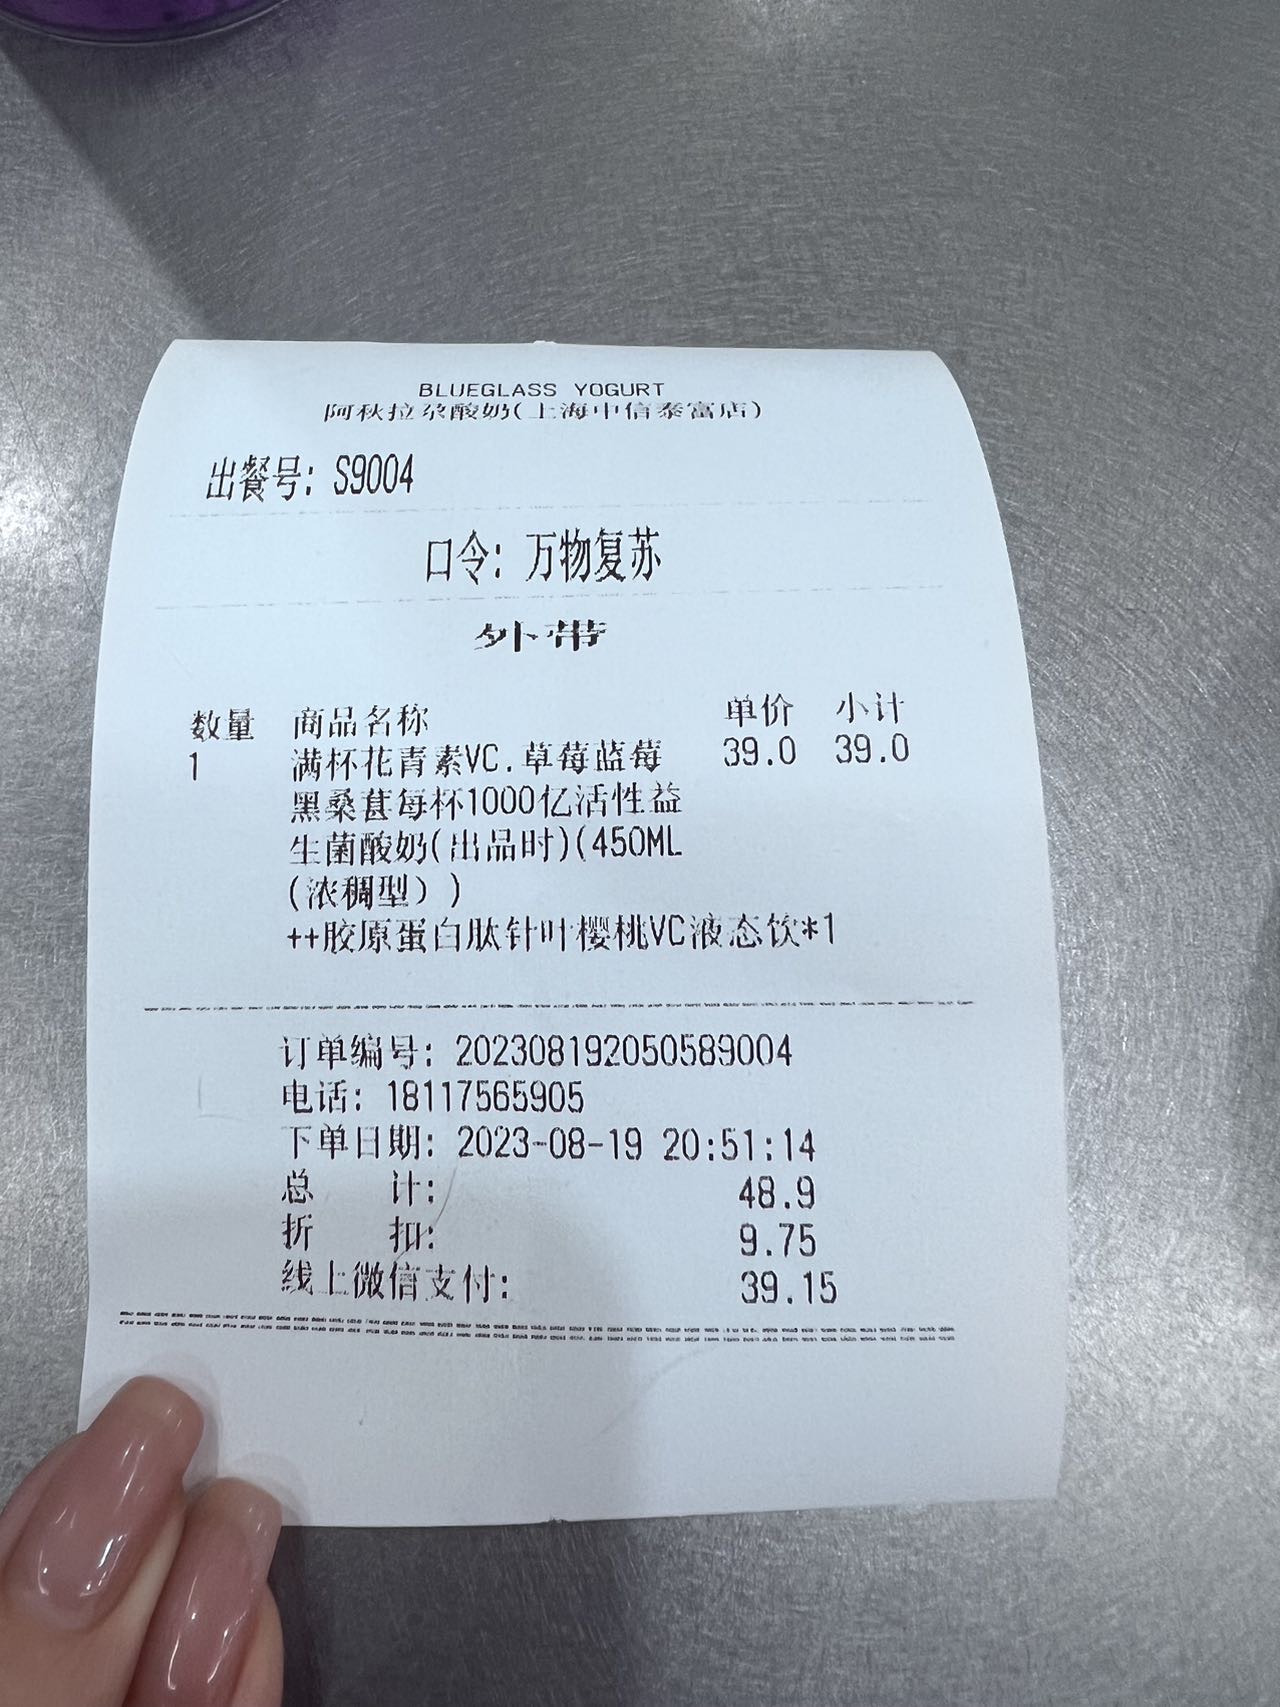 BLUEGLASS YOGURT
阿秋拉尕酸奶(上海中信泰富店)
出餐号: S9004
口令: 万物复苏
外带
数量 商品名称 单价 小计
1 满杯花青素VC.草莓蓝莓 39.0 39.0
黑桑葚每杯1000亿活性益
生菌酸奶(出品时)(450ML
(浓稠型))
++胶原蛋白肽针叶樱桃VC液态饮*1
订单编号: 202308192050589004
电话: 18117565905
下单日期: 2023-08-19 20:51:14
总 计: 48.9
折 扣: 9.75
线上微信支付: 39.15